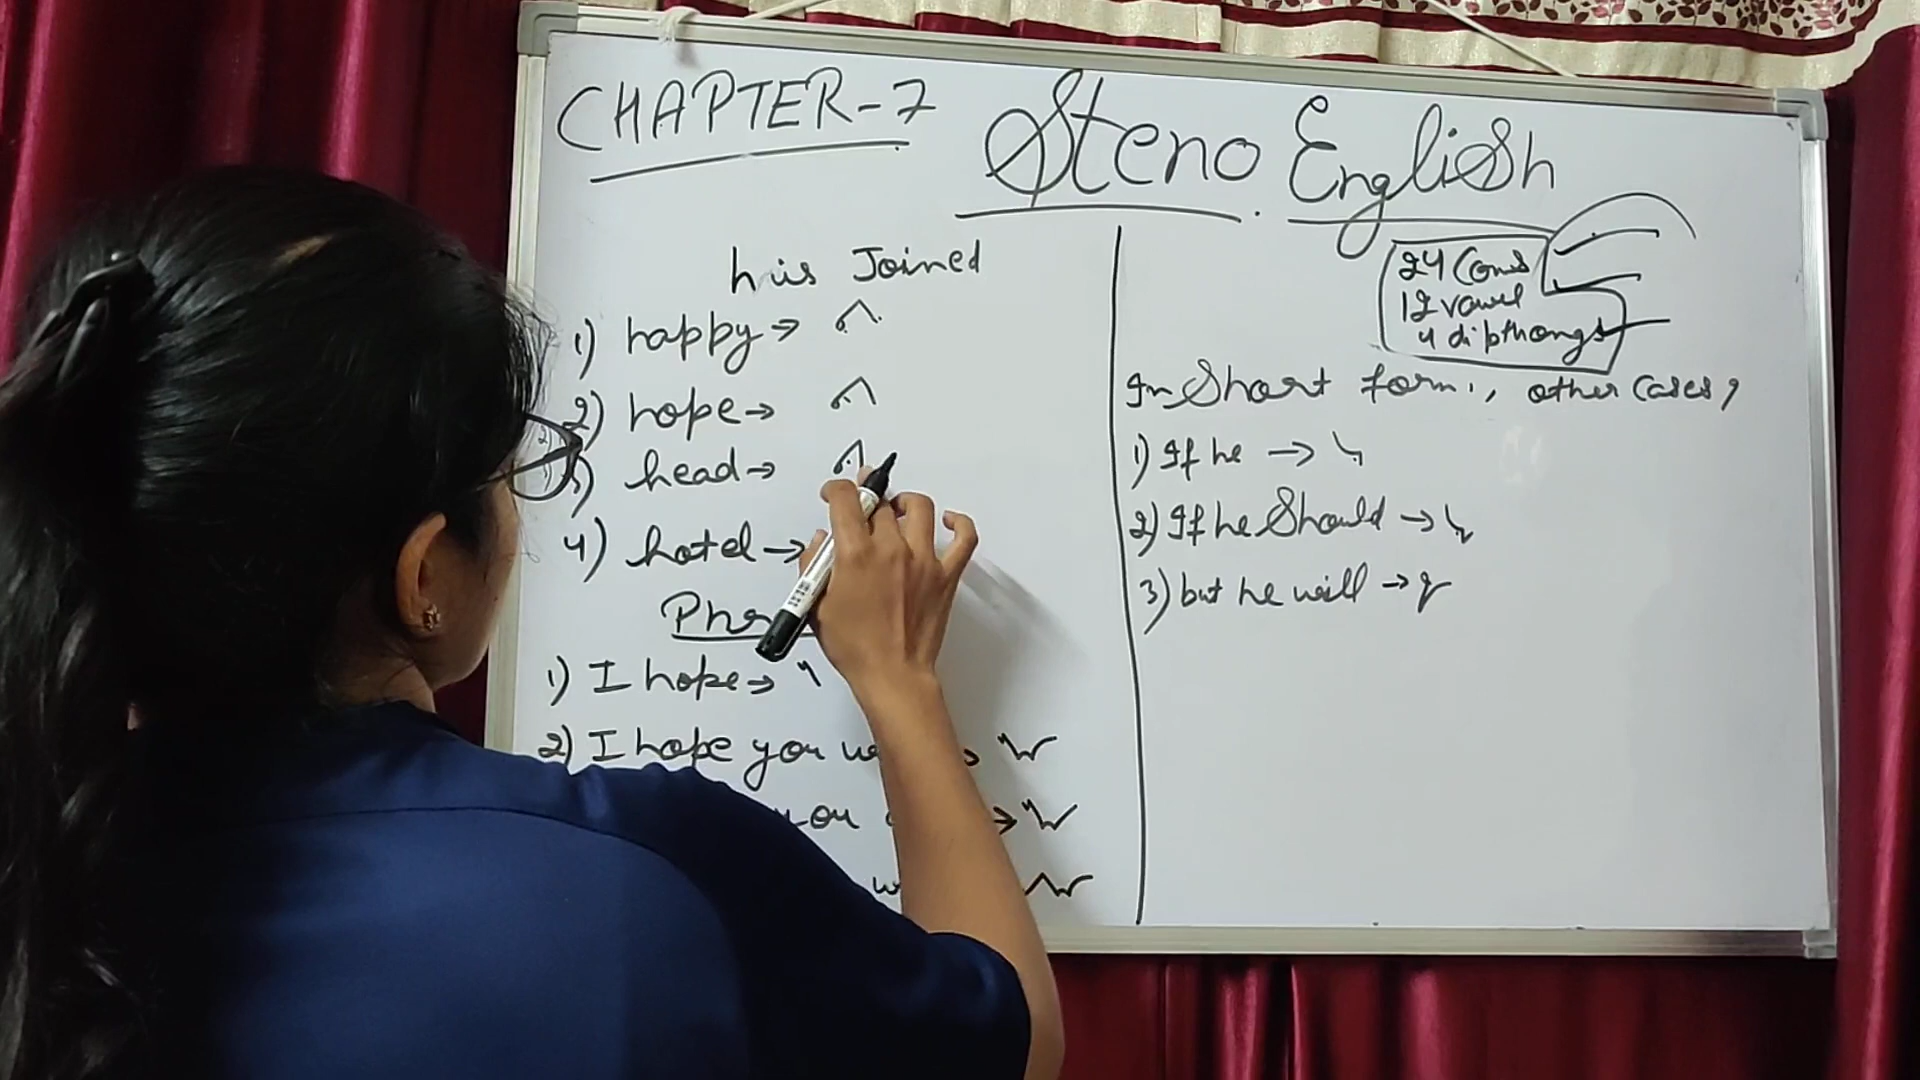 CHAPTER-7 Steno English
h is Joined
1) happy →
2) hope →
3) head →
4) hotel →
1) I hope →
2) I hope you
you
24 Cons
12 vowel
4 dipthongs
In Short form, other cases,
1) If he →
2) If he Should →
3) but he will →